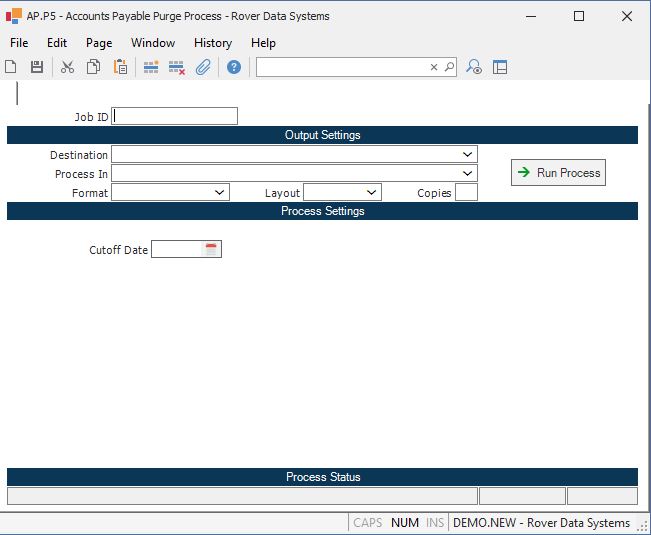 AP.P5 - Accounts Payable Purge Process - Rover Data Systems
File Edit Page Window History Help
Job ID
Output Settings
Destination
Process In
Run Process
Format Layout Copies
Process Settings
Cutoff Date
Process Status
CAPS NUM INS DEMO.NEW - Rover Data Systems